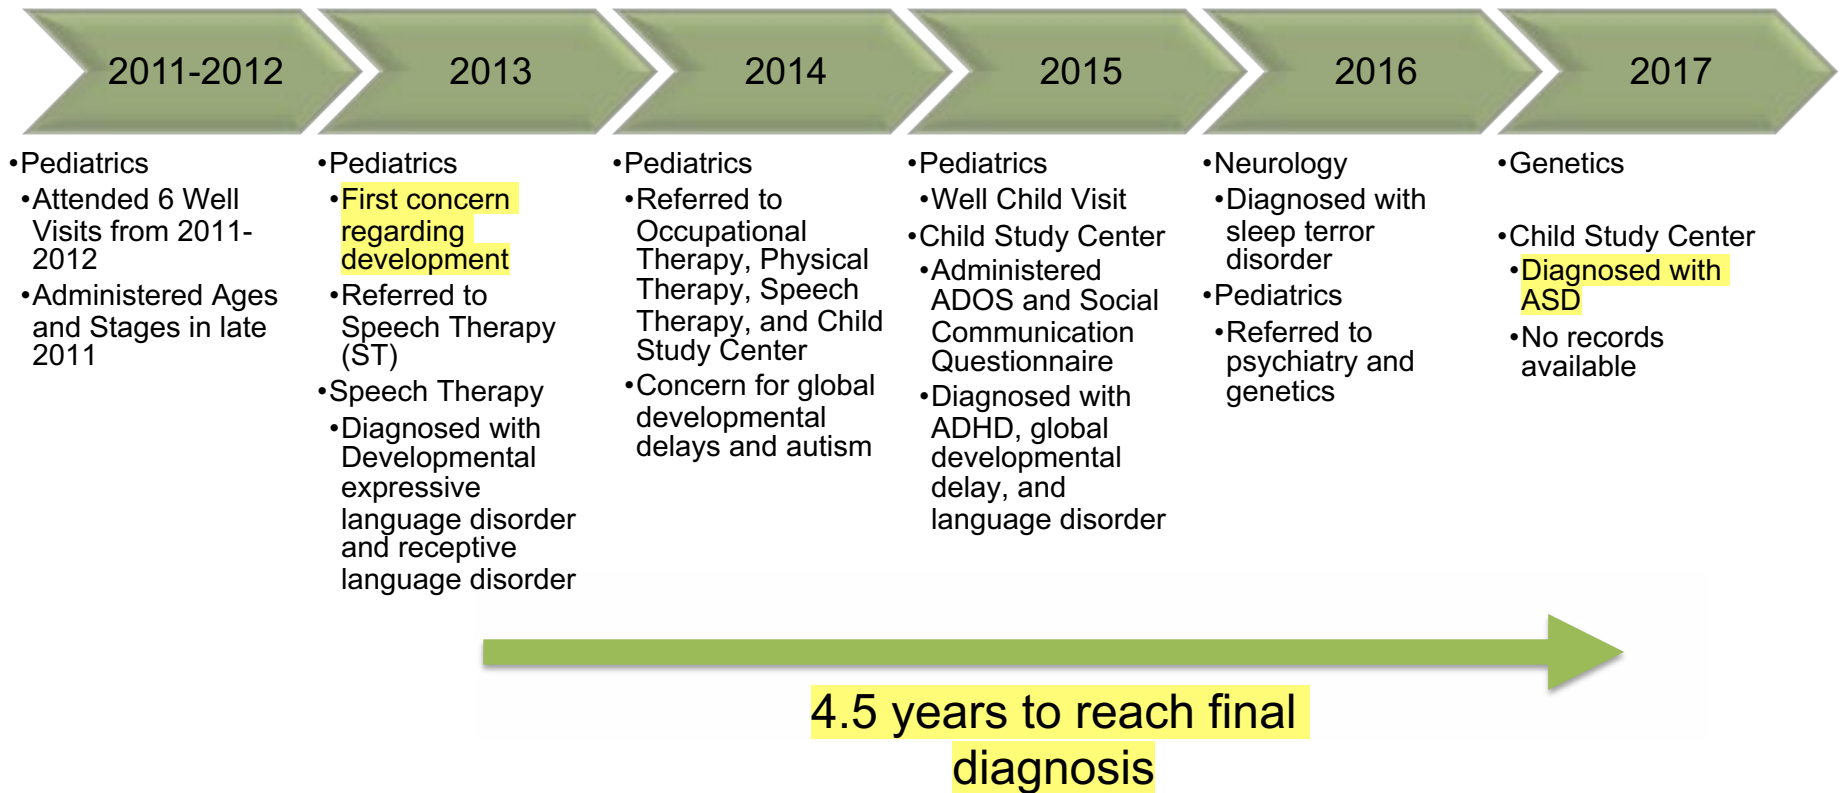 2011-2012
2013
2014
2015
2016
2017
•Pediatrics
•Attended 6 Well
Visits from 2011-
2012
•Administered Ages
and Stages in late
2011
•Pediatrics
•First concern
regarding
development
•Referred to
Speech Therapy
(ST)
•Speech Therapy
•Diagnosed with
Developmental
expressive
language disorder
and receptive
language disorder
•Pediatrics
•Referred to
Occupational
Therapy, Physical
Therapy, Speech
Therapy, and Child
Study Center
•Concern for global
developmental
delays and autism
•Pediatrics
•Well Child Visit
•Child Study Center
•Administered
ADOS and Social
Communication
Questionnaire
•Diagnosed with
ADHD, global
developmental
delay, and
language disorder
•Neurology
•Diagnosed with
sleep terror
disorder
•Pediatrics
•Referred to
psychiatry and
genetics
•Genetics
•Child Study Center
•Diagnosed with
ASD
•No records
available
4.5 years to reach final
diagnosis